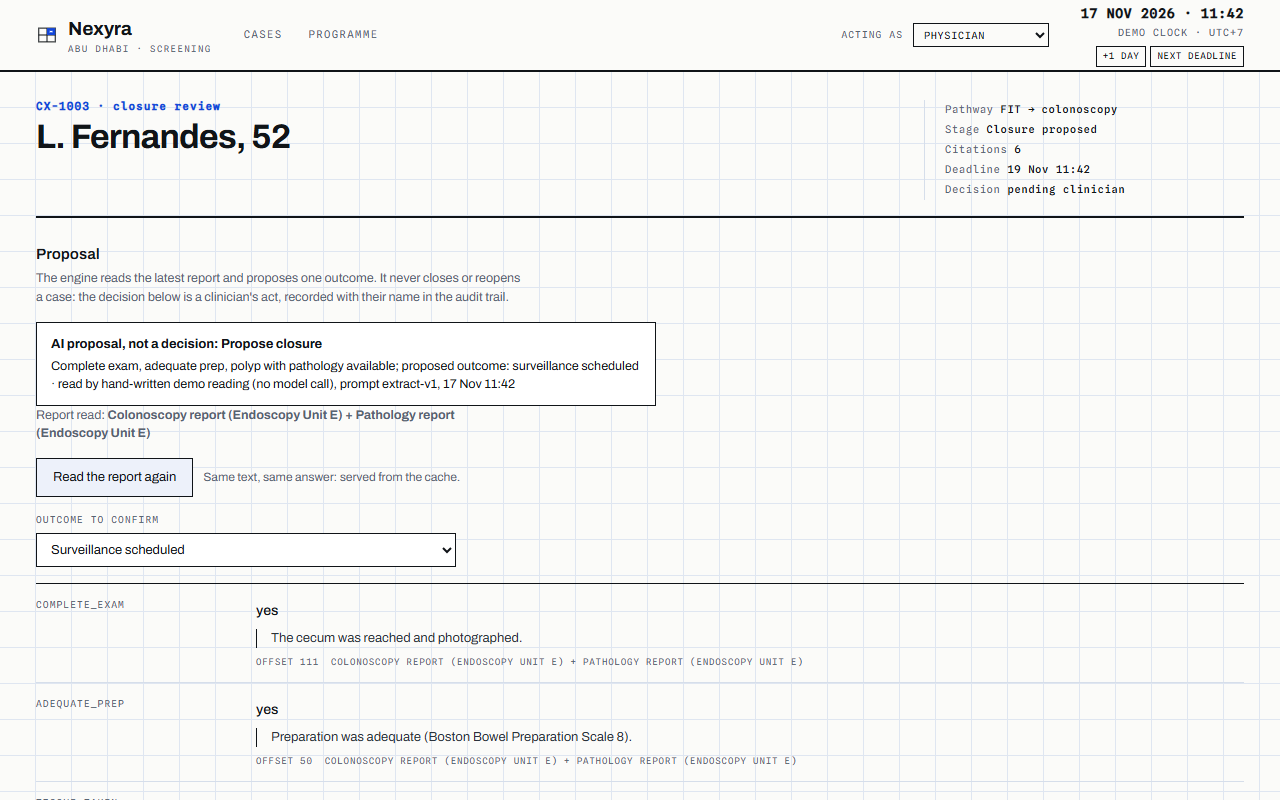 Nexyra
ABU DHABI · SCREENING
CASES
PROGRAMME
ACTING AS
PHYSICIAN
17 NOV 2026 · 11:42
DEMO CLOCK · UTC+7
+1 DAY
NEXT DEADLINE
CX-1003 · closure review
L. Fernandes, 52
Pathway FIT → colonoscopy
Stage Closure proposed
Citations 6
Deadline 19 Nov 11:42
Decision pending clinician
Proposal
The engine reads the latest report and proposes one outcome. It never closes or reopens
a case: the decision below is a clinician's act, recorded with their name in the audit trail.
AI proposal, not a decision: Propose closure
Complete exam, adequate prep, polyp with pathology available; proposed outcome: surveillance scheduled
· read by hand-written demo reading (no model call), prompt extract-v1, 17 Nov 11:42
Report read: Colonoscopy report (Endoscopy Unit E) + Pathology report
(Endoscopy Unit E)
Read the report again
Same text, same answer: served from the cache.
OUTCOME TO CONFIRM
Surveillance scheduled
COMPLETE_EXAM
yes
The cecum was reached and photographed.
OFFSET 111 COLONOSCOPY REPORT (ENDOSCOPY UNIT E) + PATHOLOGY REPORT (ENDOSCOPY UNIT E)
ADEQUATE_PREP
yes
Preparation was adequate (Boston Bowel Preparation Scale 8).
OFFSET 50 COLONOSCOPY REPORT (ENDOSCOPY UNIT E) + PATHOLOGY REPORT (ENDOSCOPY UNIT E)